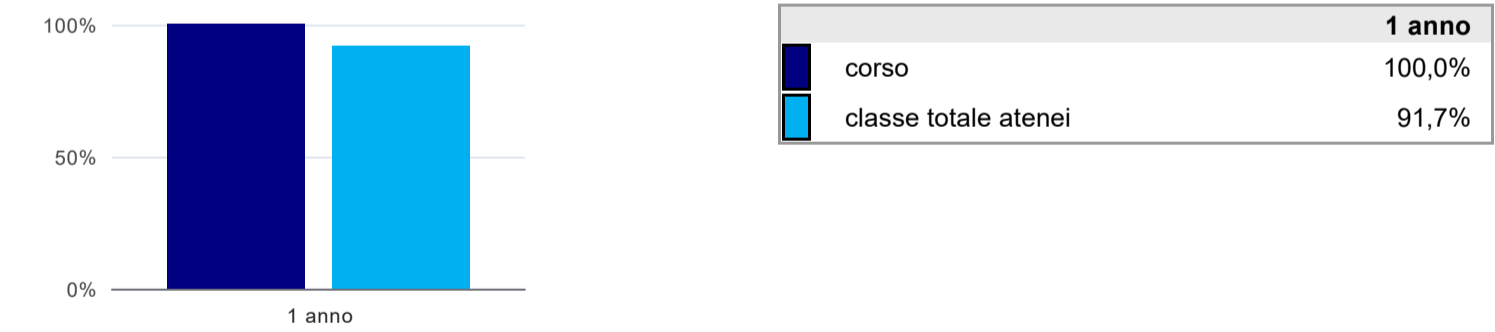 100%
50%
0%
1 anno
1 anno
corso 100,0%
classe totale atenei 91,7%